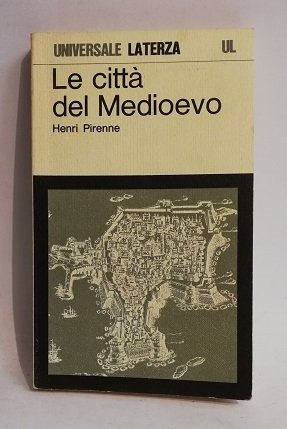 UNIVERSALE LATERZA UL
Le città
del Medioevo
Henri Pirenne